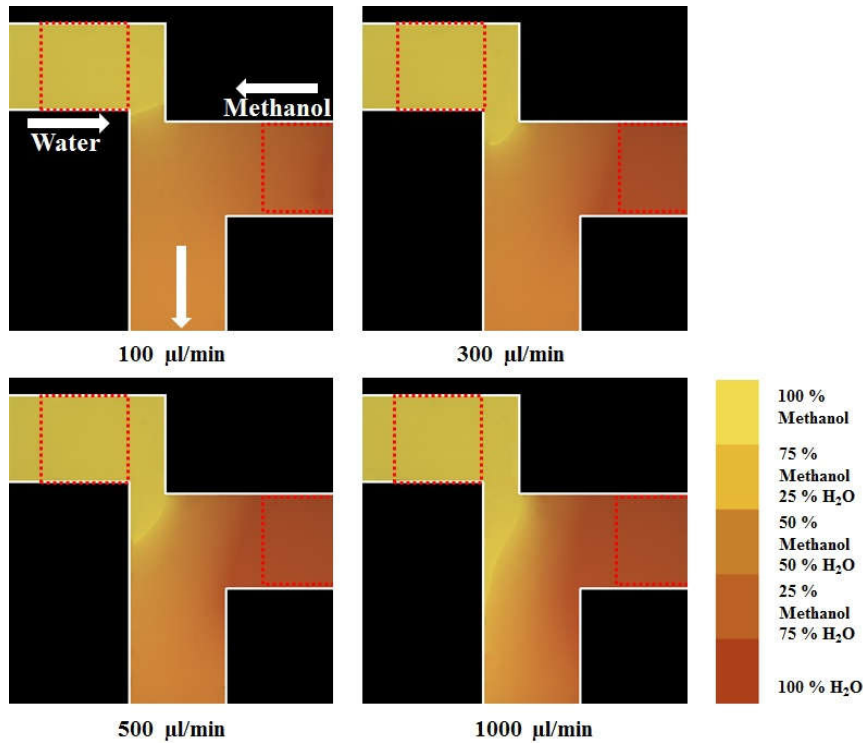 Methanol
Water
100 µl/min
300 µl/min
500 µl/min
1000 µl/min
100 %
Methanol
75 %
Methanol
25 % H₂O
50 %
Methanol
50 % H₂O
25 %
Methanol
75 % H₂O
100 % H₂O